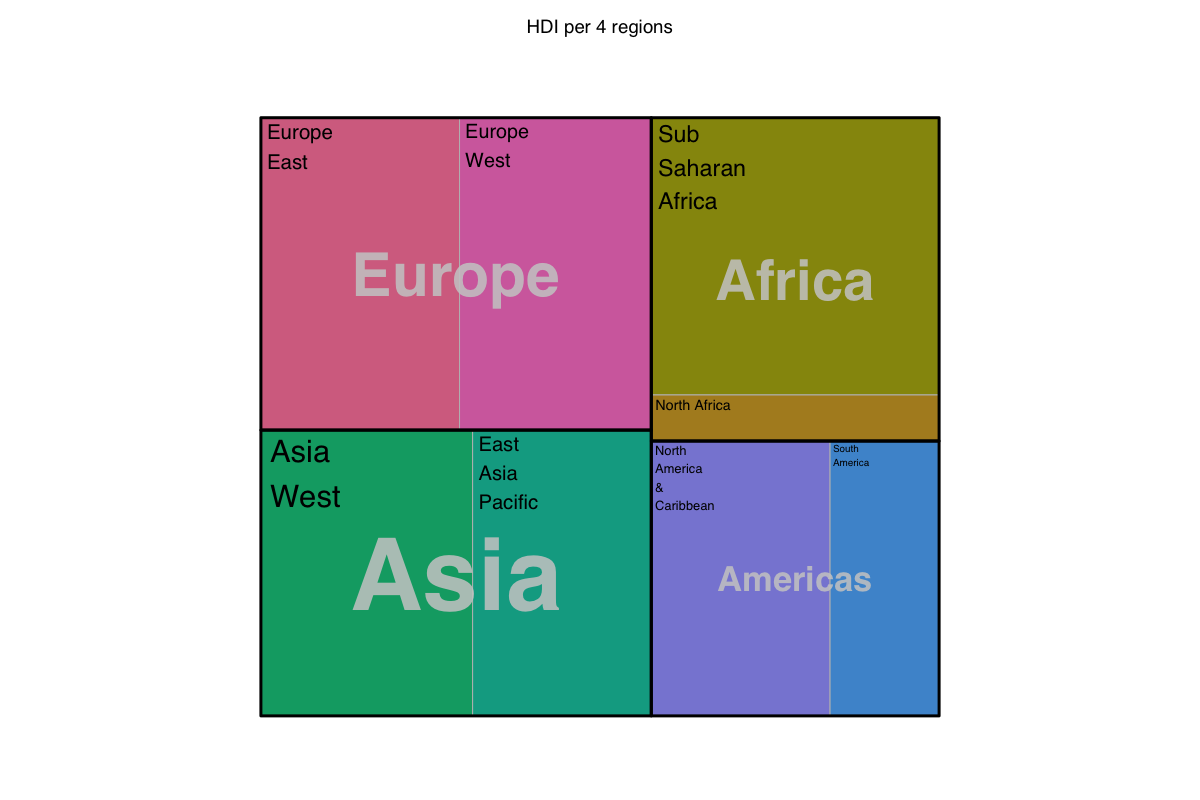 HDI per 4 regions
Europe
East
Europe
West
Europe
Sub
Saharan
Africa
Africa
North Africa
Asia
West
East
Asia
Pacific
Asia
North
America
&
Caribbean
South
America
Americas